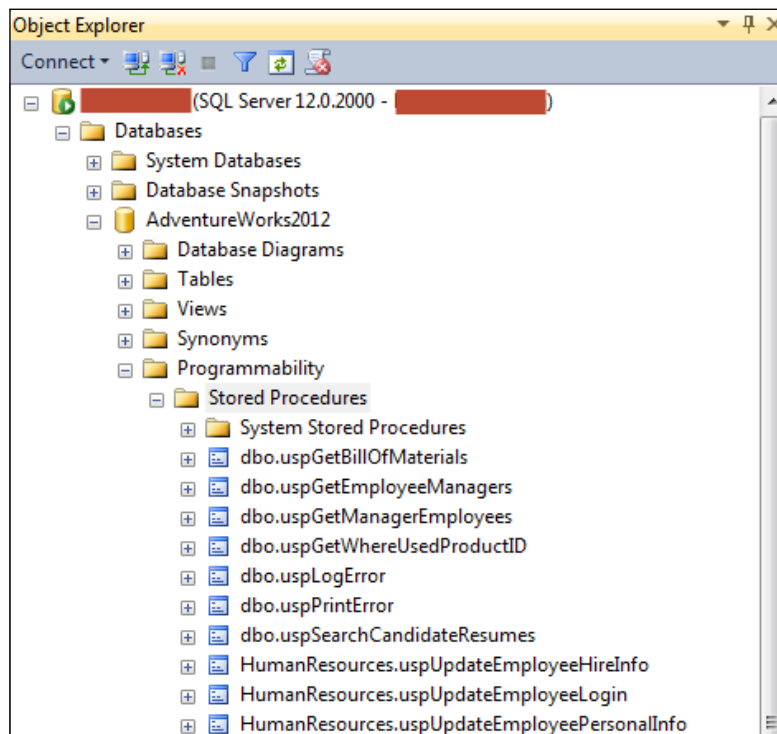 Object Explorer
Connect
(SQL Server 12.0.2000 - )
Databases
System Databases
Database Snapshots
AdventureWorks2012
Database Diagrams
Tables
Views
Synonyms
Programmability
Stored Procedures
System Stored Procedures
dbo.uspGetBillOfMaterials
dbo.uspGetEmployeeManagers
dbo.uspGetManagerEmployees
dbo.uspGetWhereUsedProductID
dbo.uspLogError
dbo.uspPrintError
dbo.uspSearchCandidateResumes
HumanResources.uspUpdateEmployeeHireInfo
HumanResources.uspUpdateEmployeeLogin
HumanResources.uspUpdateEmployeePersonalInfo